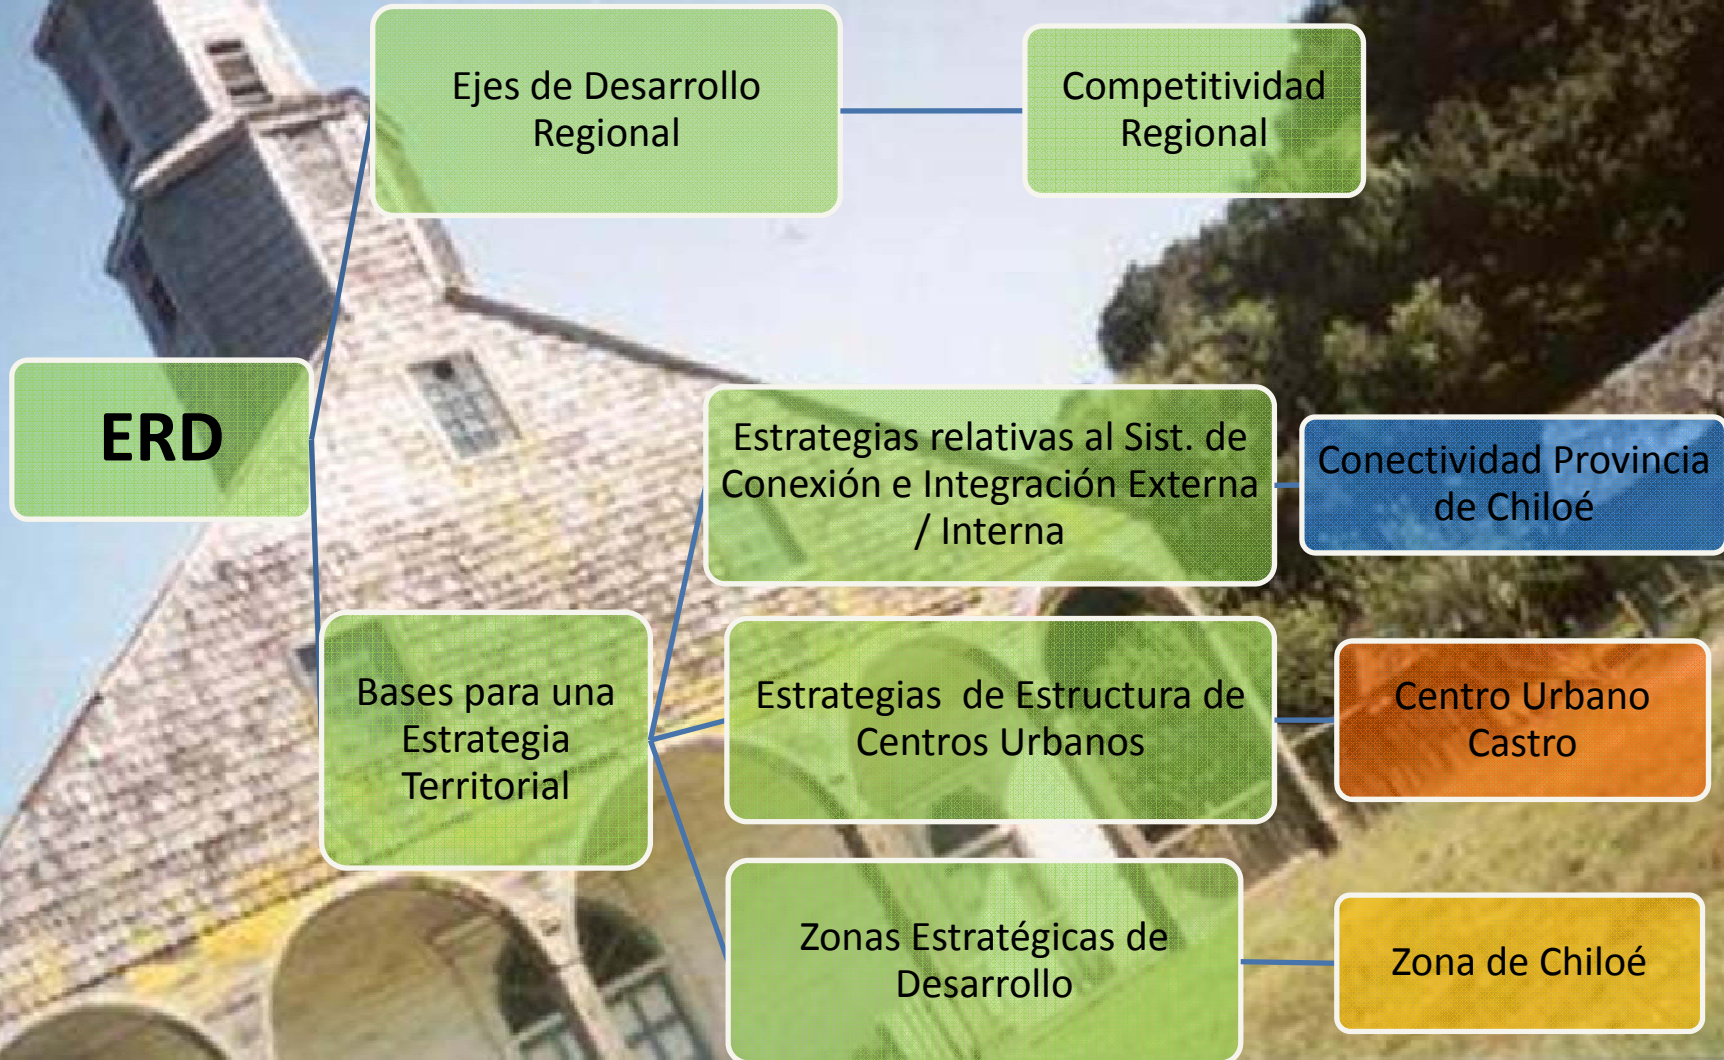 Ejes de Desarrollo
Regional
Competitividad
Regional
ERD
Estrategias relativas al Sist. de
Conexión e Integración Externa
/ Interna
Conectividad Provincia
de Chiloé
Bases para una
Estrategia
Territorial
Estrategias  de Estructura de
Centros Urbanos
Centro Urbano
Castro
Zonas Estratégicas de
Desarrollo
Zona de Chiloé